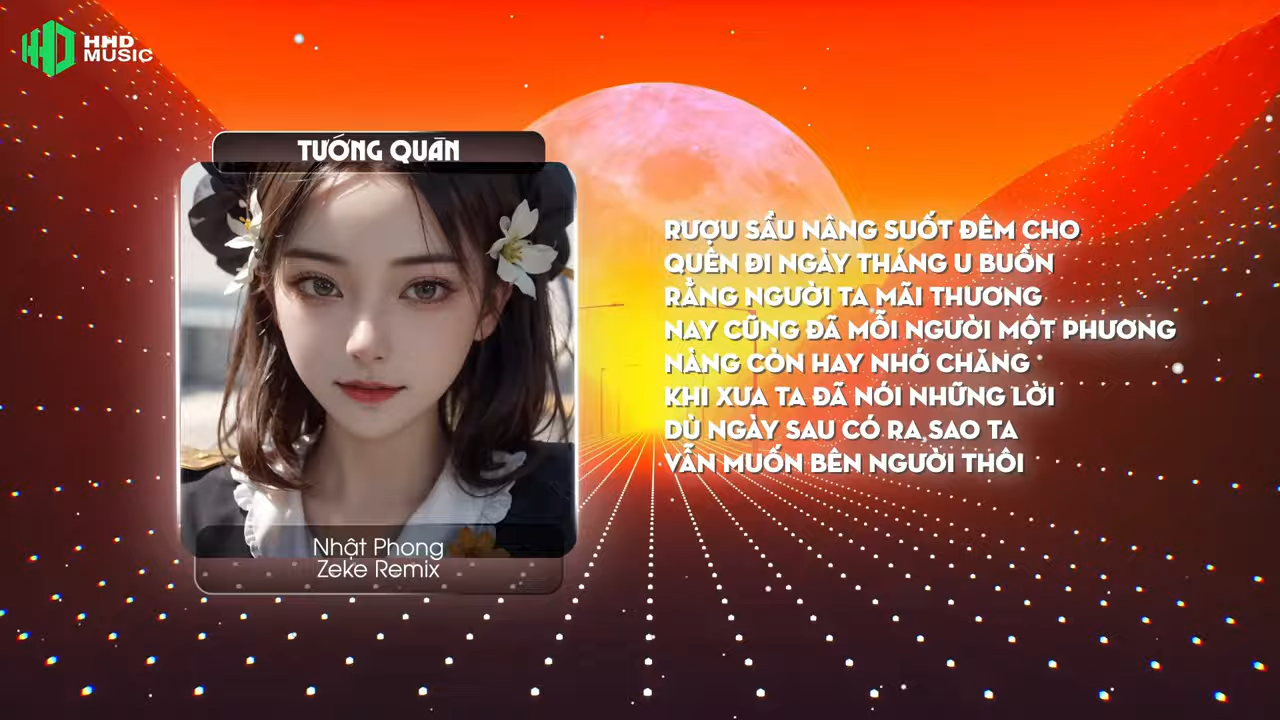 HHD
MUSIC
TƯỚNG QUÂN
RƯỢU SẦU NÂNG SUỐT ĐÊM CHO
QUÊN ĐI NGÀY THÁNG U BUỒN
RẰNG NGƯỜI TA MÃI THƯƠNG
NAY CŨNG ĐÃ MỖI NGƯỜI MỘT PHƯƠNG
NÀNG CÒN HAY NHỚ CHĂNG
KHI XƯA TA ĐÃ NÓI NHỮNG LỜI
DÙ NGÀY SAU CÓ RA SAO TA
VẪN MUỐN BÊN NGƯỜI THÔI
Nhật Phong
Zeke Remix